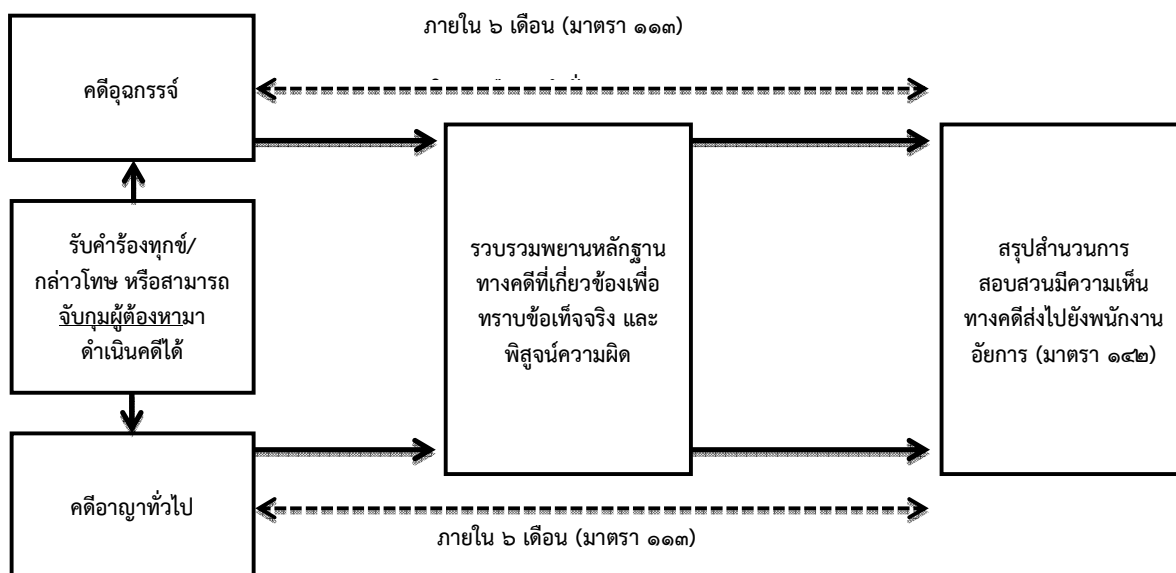 ภายใน ๖ เดือน (มาตรา ๑๑๓)
คดีอุฉกรรจ์
รับคำร้องทุกข์/
กล่าวโทษ หรือสามารถ
จับกุมผู้ต้องหามา
ดำเนินคดีได้
รวบรวมพยานหลักฐาน
ทางคดีที่เกี่ยวข้องเพื่อ
ทราบข้อเท็จจริง และ
พิสูจน์ความผิด
สรุปสำนวนการ
สอบสวนมีความเห็น
ทางคดีส่งไปยังพนักงาน
อัยการ (มาตรา ๑๔๒)
คดีอาญาทั่วไป
ภายใน ๖ เดือน (มาตรา ๑๑๓)